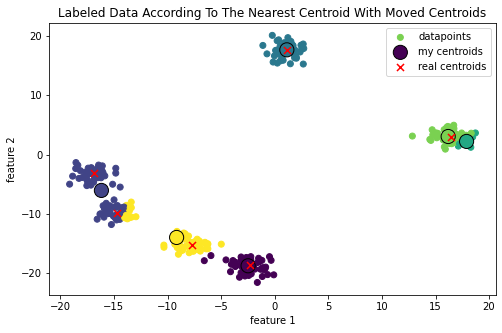 Labeled Data According To The Nearest Centroid With Moved Centroids
datapoints
my centroids
real centroids
feature 2
20
10
0
−10
−20
−20 −15 −10 −5 0 5 10 15 20
feature 1